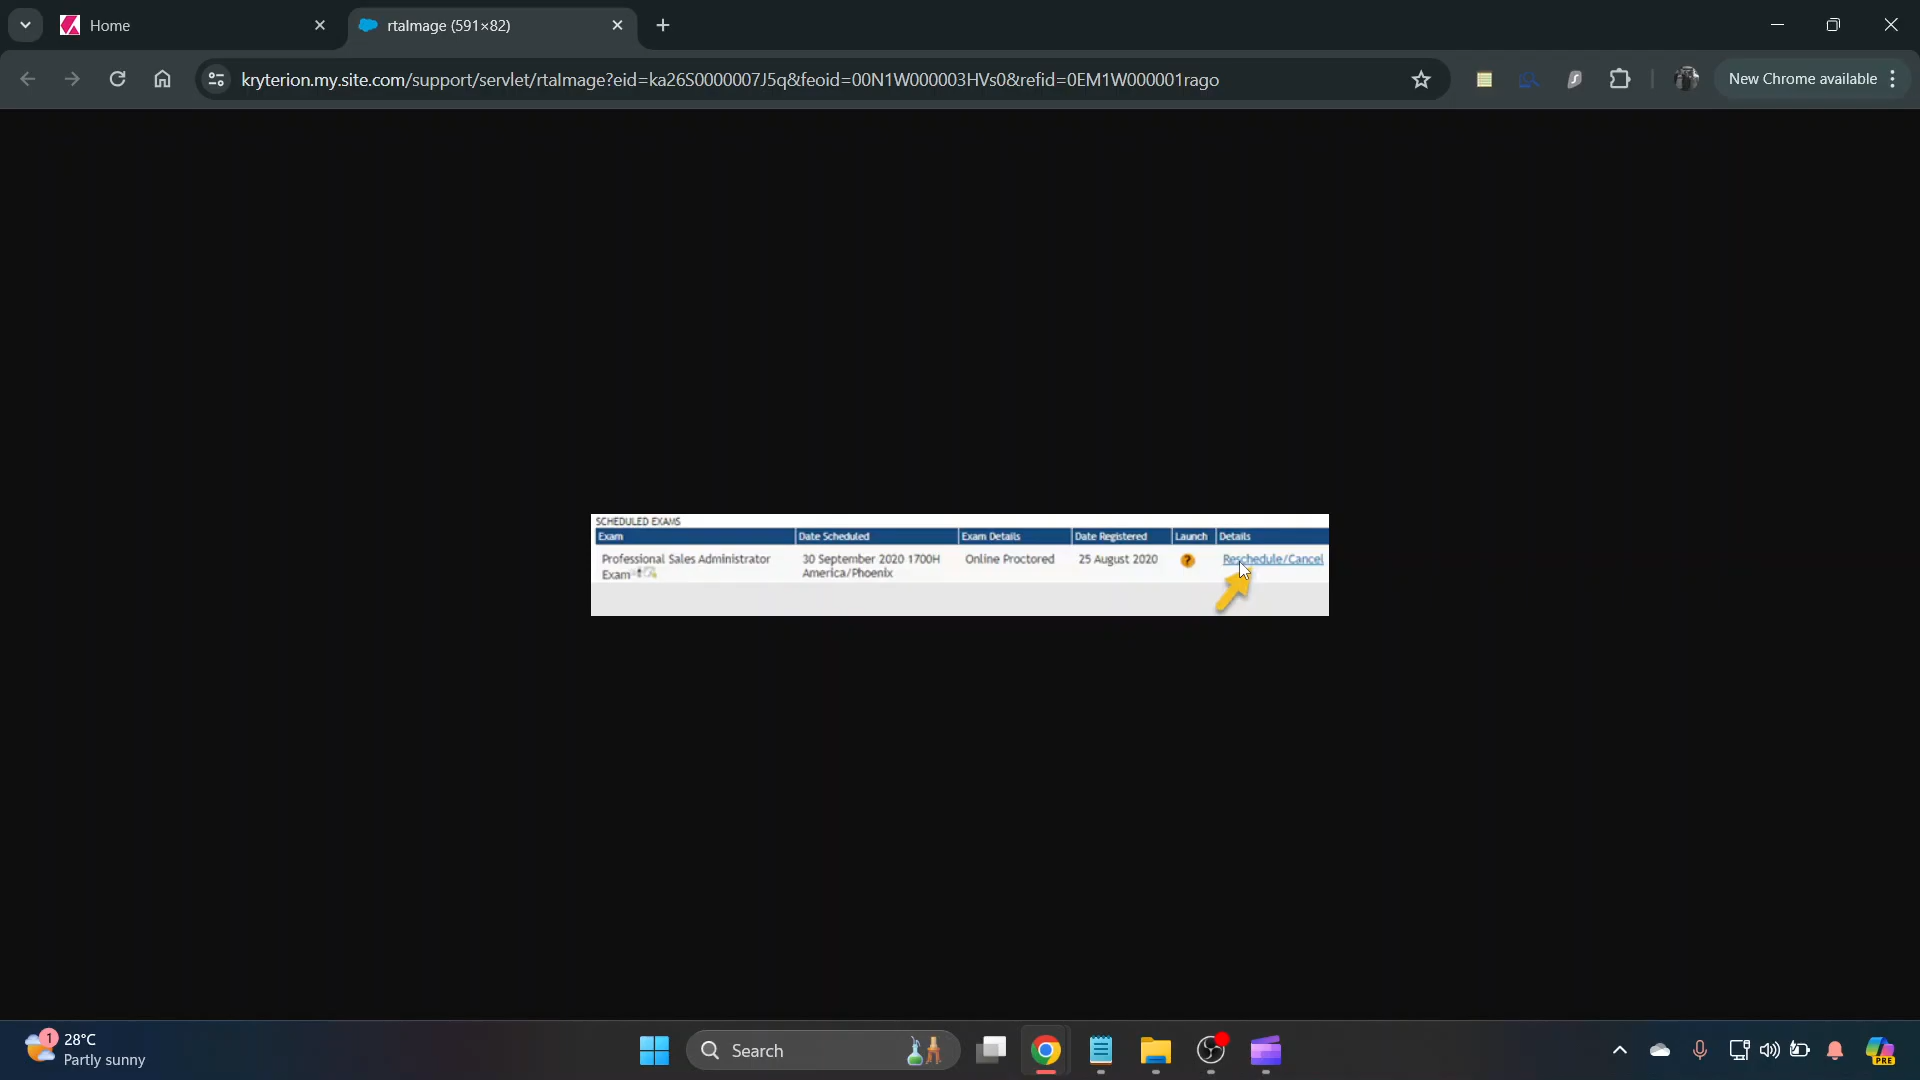 Home
rtaImage (591×82)
kryterion.my.site.com/support/servlet/rtaImage?eid=ka26S0000007J5q&feoid=00N1W000003HVs0&refid=0EM1W000001rago
New Chrome available
SCHEDULED EXAMS
Exam Date Scheduled Exam Details Date Registered Launch Details
Professional Sales Administrator 30 September 2020 1700H Online Proctored 25 August 2020 ? Reschedule/Cancel
Exam America/Phoenix
1 28°C
Partly sunny
Search
PRE